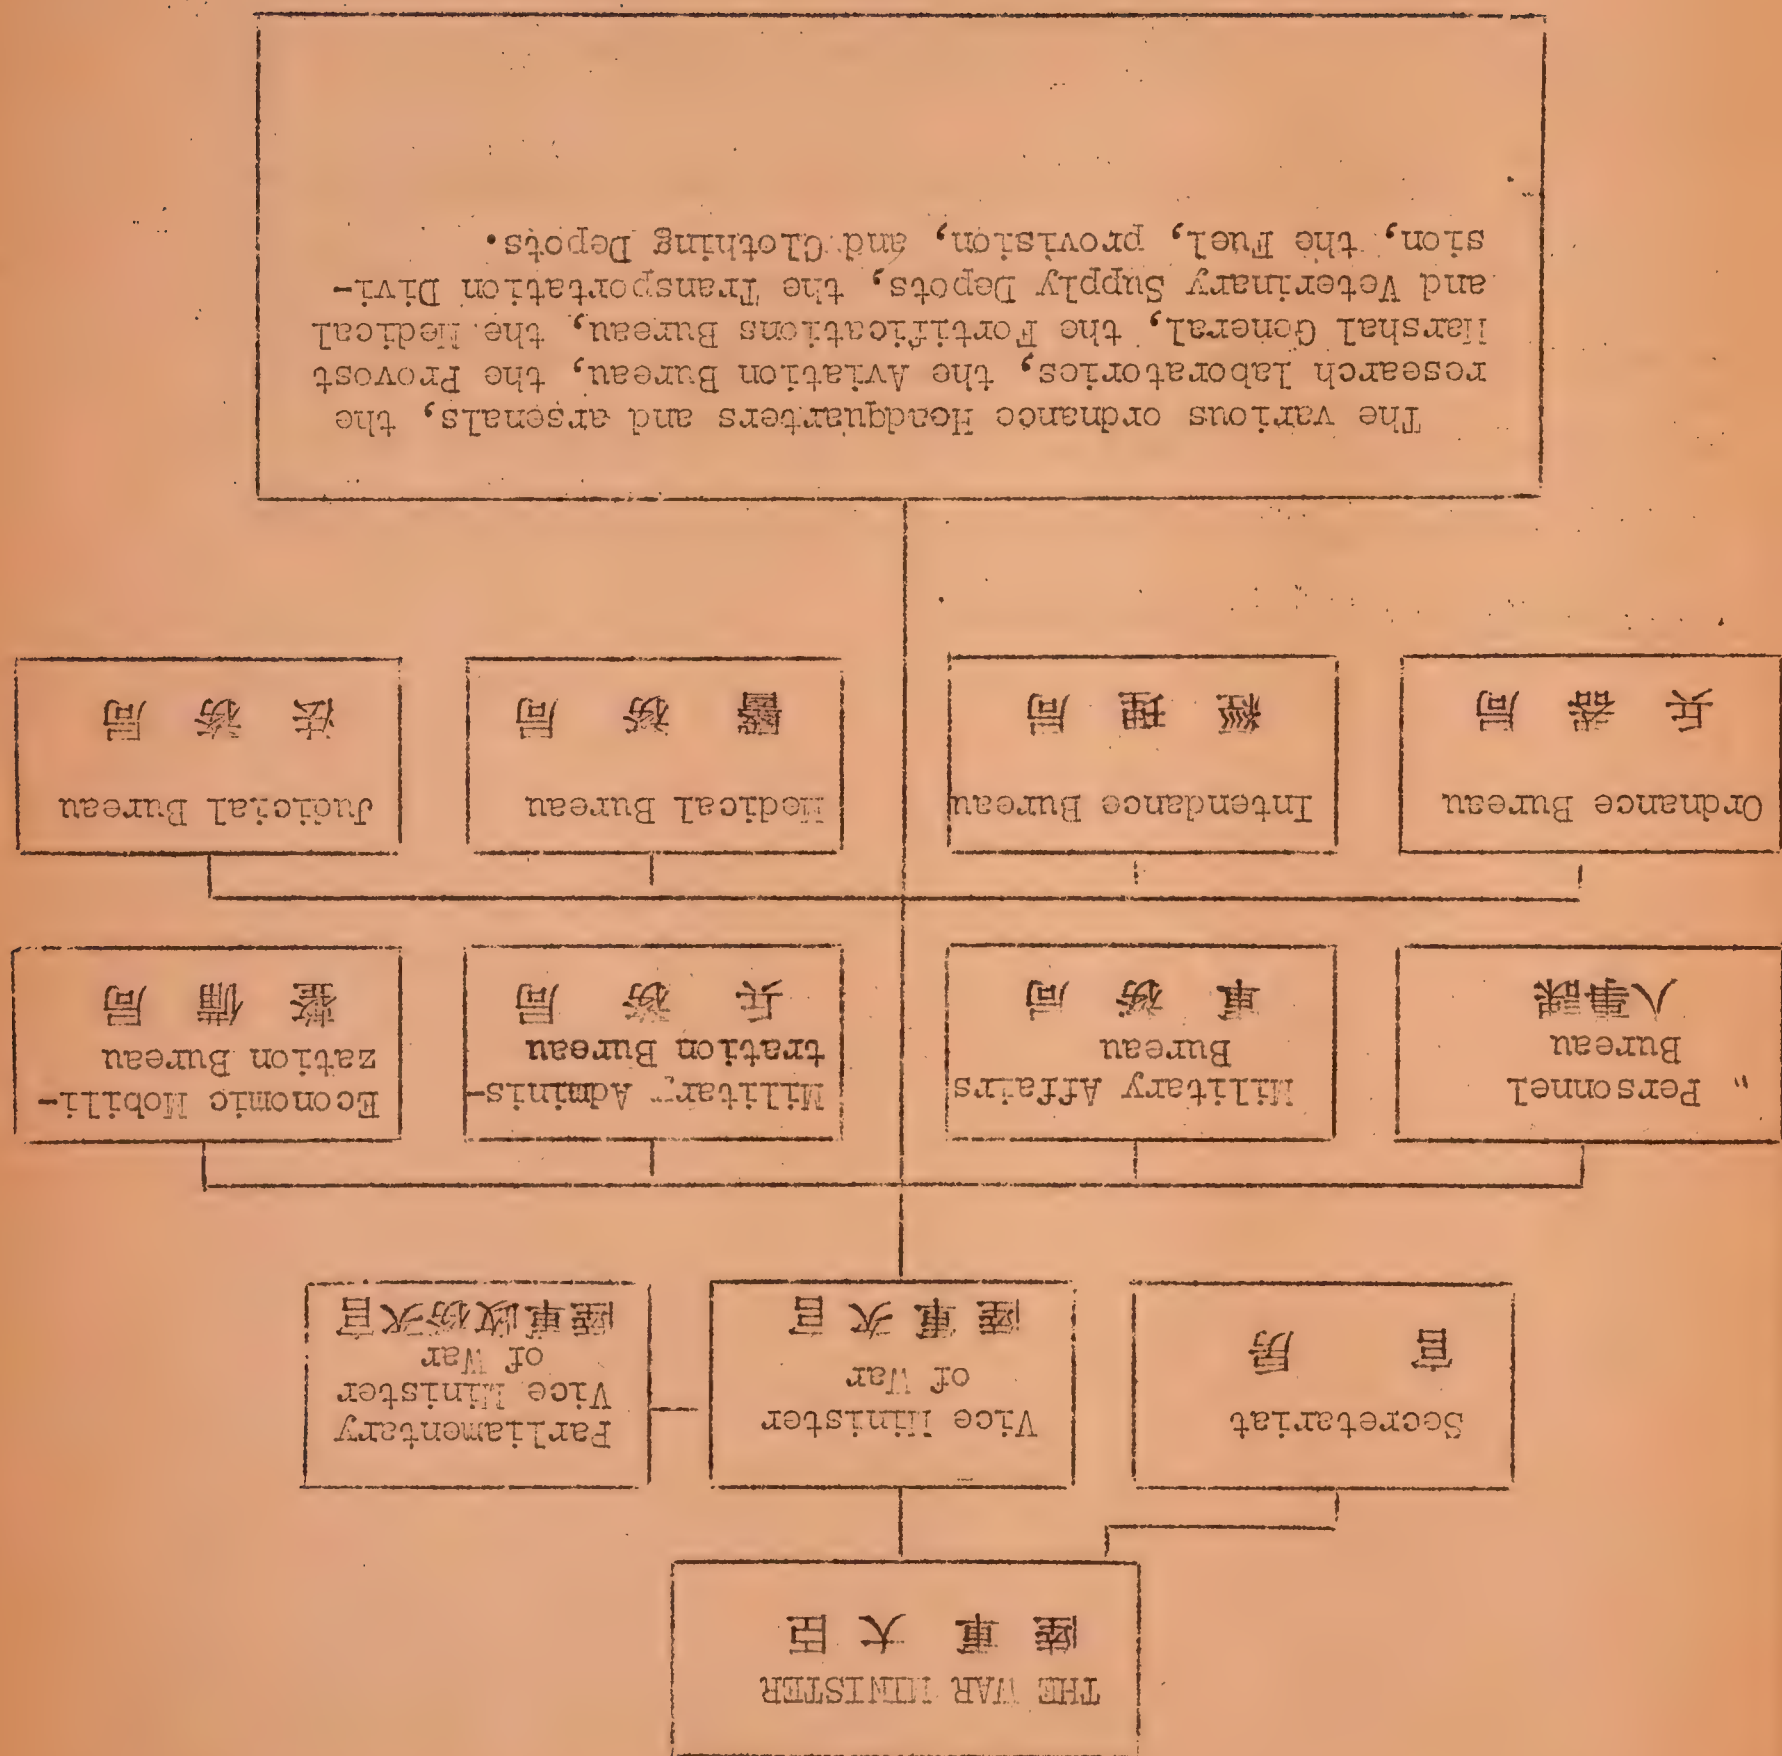 THE WAR MINISTER
陸軍大臣
Secretariat
官房
Vice Minister
of War
陸軍次官
Parliamentary
Vice Minister
of War
陸軍政務次官
" Personnel
Bureau
人事課
Military Affairs
Bureau
軍務局
Military Adminis-
tration Bureau
兵務局
Economic Mobili-
zation Bureau
整備局
Ordnance Bureau
兵器局
Intendance Bureau
經理局
Medical Bureau
醫務局
Judicial Bureau
法務局
The various ordnance Headquarters and arsenals, the
research laboratories, the Aviation Bureau, the Provost
Marshal General, the Fortifications Bureau, the Medical
and Veterinary Supply Depots, the Transportation Divi-
sion, the Fuel, provision, and Clothing Depots.